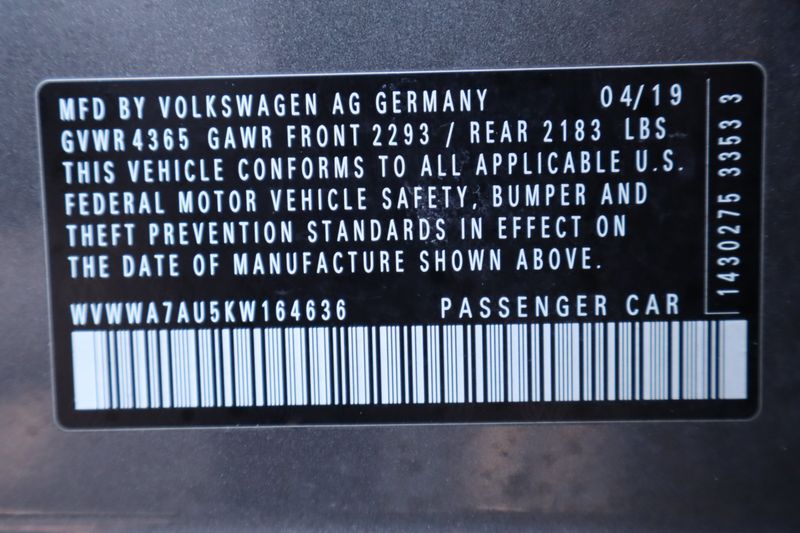 MFD BY VOLKSWAGEN AG GERMANY 04/19
GVWR 4365 GAWR FRONT 2293 / REAR 2183 LBS
THIS VEHICLE CONFORMS TO ALL APPLICABLE U.S.
FEDERAL MOTOR VEHICLE SAFETY, BUMPER AND
THEFT PREVENTION STANDARDS IN EFFECT ON
THE DATE OF MANUFACTURE SHOWN ABOVE.
WVWWA7AU5KW164636 PASSENGER CAR
1430275 3353 3